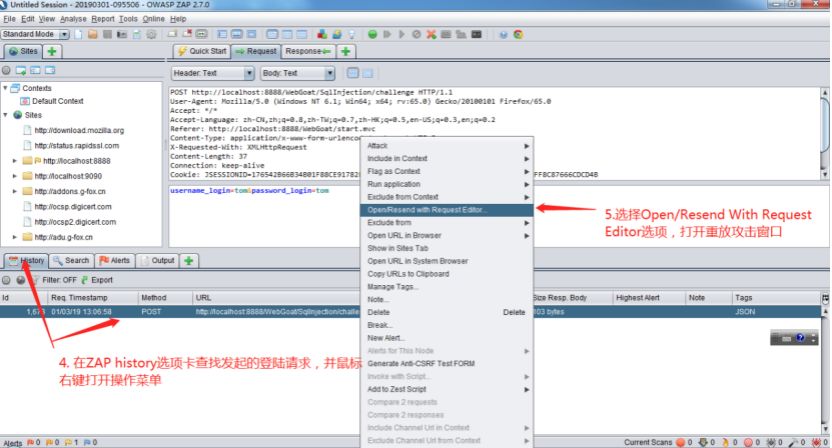 Untitled Session - 20190301-095506 - OWASP ZAP 2.7.0
File Edit View Analyse Report Tools Online Help
Standard Mode
Sites
Quick Start Request Response
Header: Text Body: Text
Contexts
Default Context
Sites
http://download.mozilla.org
http://status.rapidssl.com
http://localhost:8888
http://localhost:9090
http://addons.g-fox.cn
http://ocsp.digicert.com
http://ocsp2.digicert.com
http://adu.g-fox.cn
POST http://localhost:8888/WebGoat/SqlInjection/challenge HTTP/1.1
User-Agent: Mozilla/5.0 (Windows NT 6.1; Win64; x64; rv:65.0) Gecko/20100101 Firefox/65.0
Accept: */*
Accept-Language: zh-CN,zh;q=0.8,zh-TW;q=0.7,zh-HK;q=0.5,en-US;q=0.3,en;q=0.2
Referer: http://localhost:8888/WebGoat/start.mvc
Content-Type: application/x-www-form-urlenco
X-Requested-With: XMLHttpRequest
Content-Length: 37
Connection: keep-alive
Cookie: JSESSIONID=176542B66B34B01F88CE9178
FF8C87666CDCD4B
username_login=tom&password_login=tom
Attack
Include in Context
Flag as Context
Run application
Exclude from Context
Open/Resend with Request Editor...
Exclude from
Open URL in Browser
Show in Sites Tab
Open URL in System Browser
Copy URLs to Clipboard
Manage Tags...
Note...
Delete Delete
Break...
New Alert...
Alerts for This Node
Generate Anti-CSRF Test FORM
Invoke with Script...
Add to Zest Script
Compare 2 requests
Compare 2 responses
Include Channel Url in Context
Exclude Channel Url from Context
5.选择Open/Resend With Request
Editor选项，打开重放攻击窗口
History Search Alerts Output
Filter: OFF Export
Id Req. Timestamp Method URL Size Resp. Body Highest Alert Note Tags
01/03/19 13:06:58 POST http://localhost:8888/WebGoat/SqlInjection/challe 103 bytes JSON
4. 在ZAP history选项卡查找发起的登陆请求，并鼠标
右键打开操作菜单
Alerts 0 0 1 0 Current Scans 0 0 0 0 0 0 0